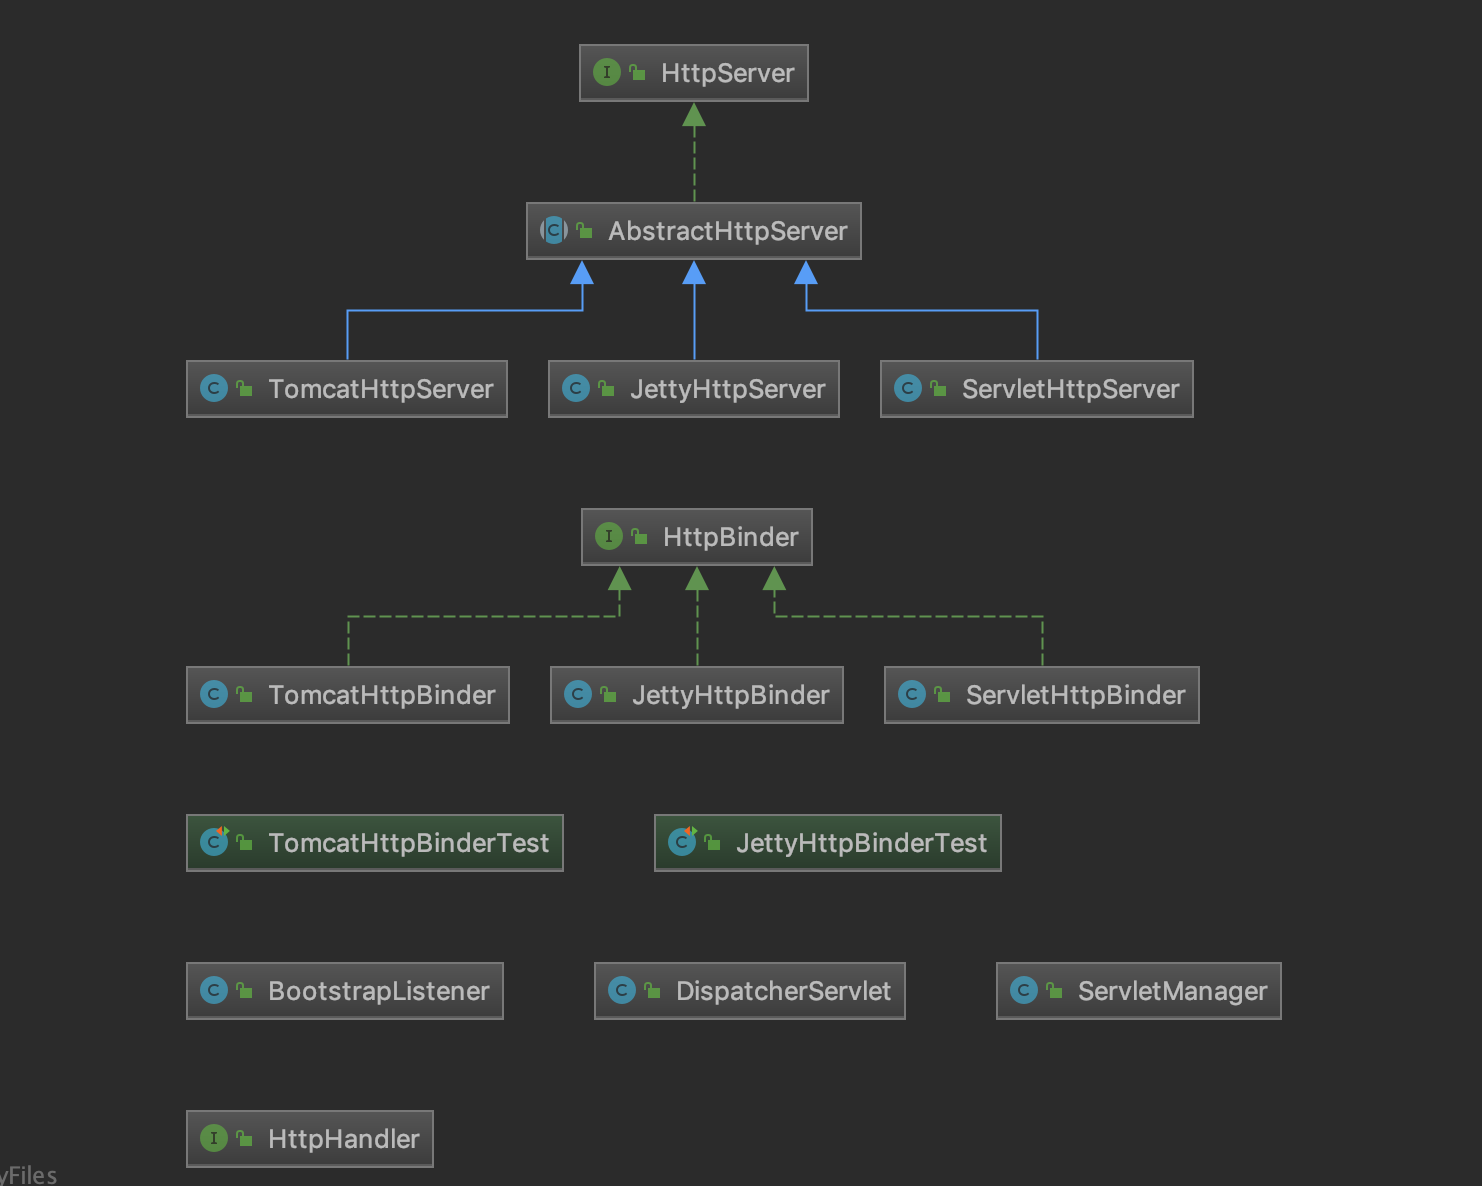 I HttpServer
C AbstractHttpServer
C TomcatHttpServer
C JettyHttpServer
C ServletHttpServer
I HttpBinder
C TomcatHttpBinder
C JettyHttpBinder
C ServletHttpBinder
C TomcatHttpBinderTest
C JettyHttpBinderTest
C BootstrapListener
C DispatcherServlet
C ServletManager
I HttpHandler
yFiles